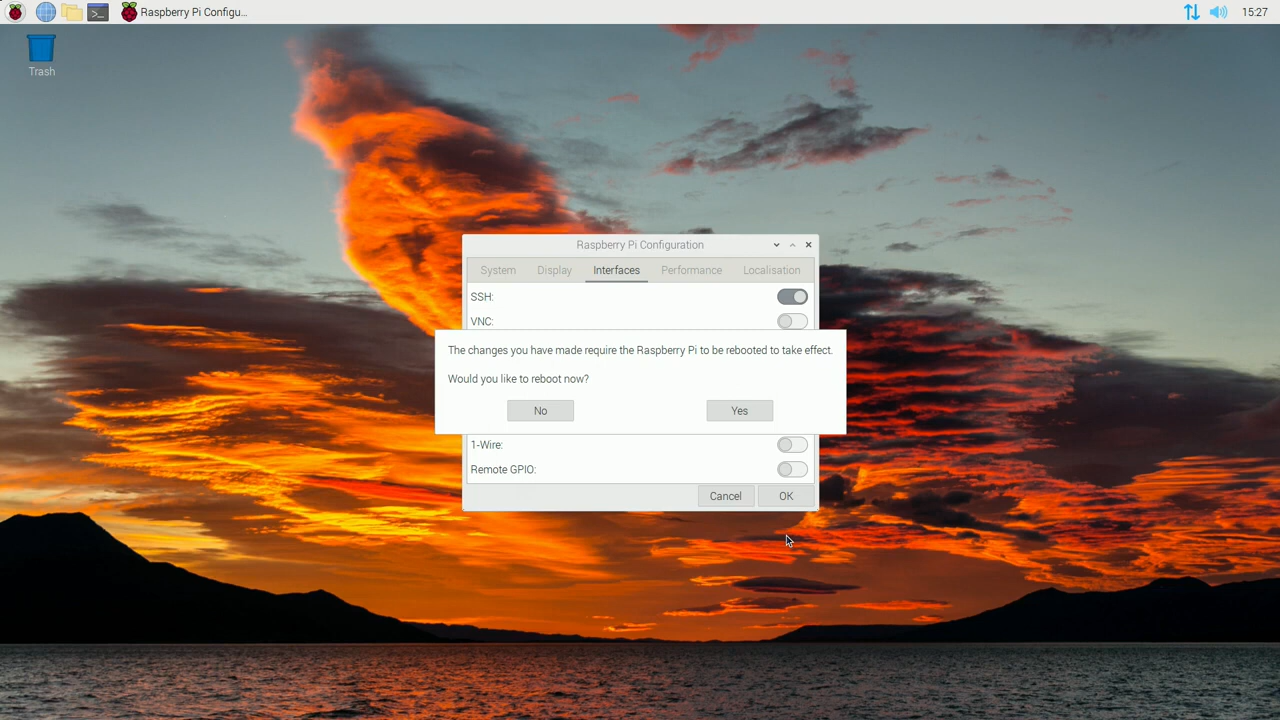 Raspberry Pi Configu...
15:27
Trash
Raspberry Pi Configuration
System Display Interfaces Performance Localisation
SSH:
VNC:
The changes you have made require the Raspberry Pi to be rebooted to take effect.
Would you like to reboot now?
No Yes
1-Wire:
Remote GPIO:
Cancel OK